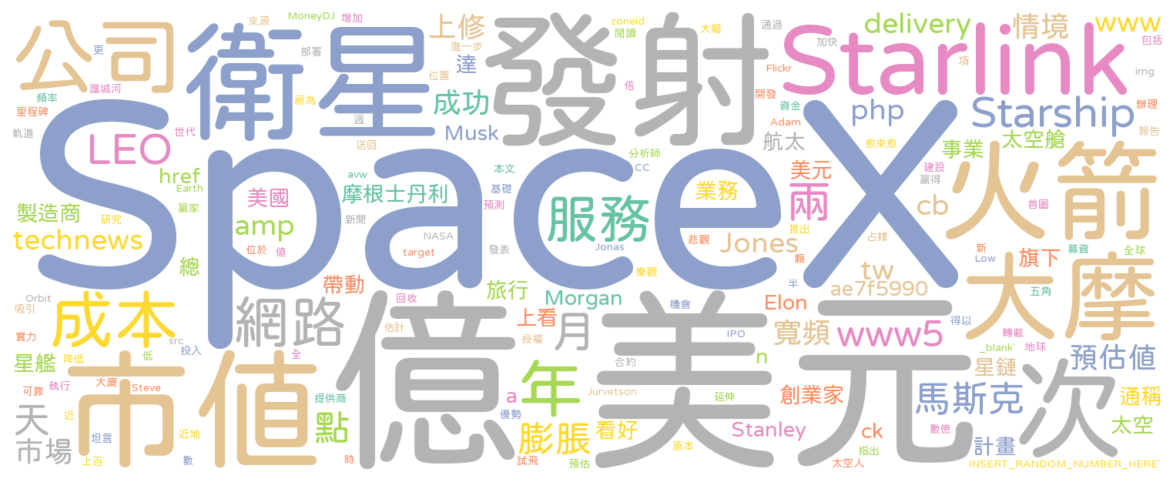 公司
更
來源
MoneyDJ
增加
上修
進一步
部署
zoneid
閱讀
大幅
通過
加快
delivery
情境
www
包括
項
衛星
發射
Starlink
Flickr
img
護城河
頻率
里程碑
位置
達
視為
成功
倍
開發
資金
Starship
辦理
報告
軌道
世代
LEO
週
Musk
送回
航太
Adam
php
愈來愈
事業
太空艙
SpaceX
分析師
CC
美元
建設
贏得
火箭
href
Earth
美國
avw
本文
基礎
預測
摩根士丹利
業務
兩
cb
首圖
製造商
贏家
研究
amp
新聞
服務
悲觀
推出
占據
technews
位於
值
NASA
target
發表
Jonas
樂觀
Jones
顆
tw
新
Low
旗下
募資
全球
大摩
總
帶動
旅行
Morgan
機會
半
ae7f5990
Elon
五角
Orbit
吸引
實力
成本
src
投入
網路
回收
估計
授權
上看
月
IPO
寬頻
www5
得以
轉載
_blank`
地球
預估值
星艦
降低
低
全
億美元
合約
n
星鏈
次
可靠
執行
大廈
Steve
市值
提供商
年
a
優勢
Jurvetson
延伸
創業家
馬斯克
通稱
天
近
坦言
近地
點
膨脹
看好
原本
Stanley
ck
數億
太空
市場
上百
數
時
試飛
預估
太空人
指出
計畫
INSERT_RANDOM_NUMBER_HERE`